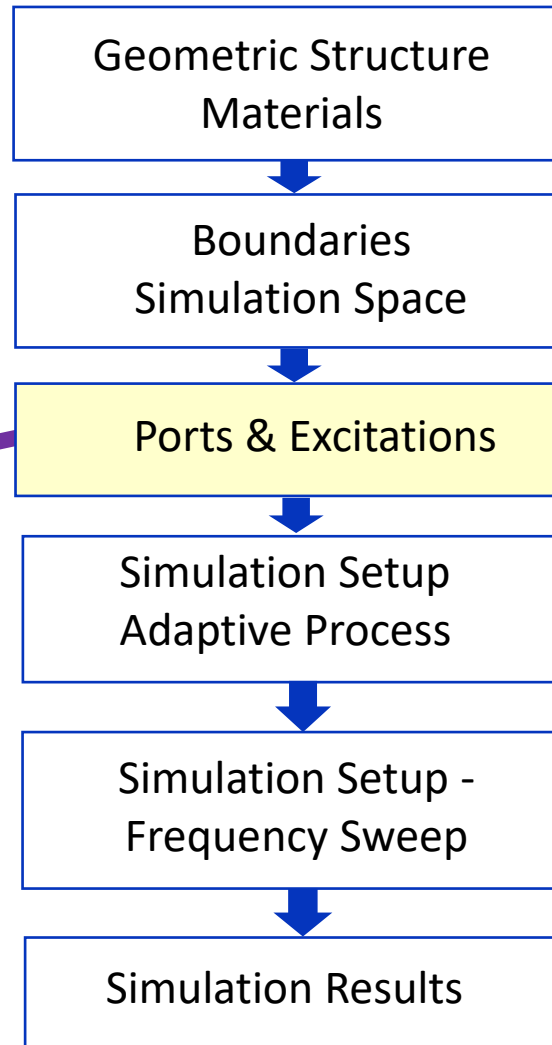 Geometric Structure
Materials
Boundaries
Simulation Space
Ports & Excitations
Simulation Setup
Adaptive Process
Simulation Setup -
Frequency Sweep
Simulation Results